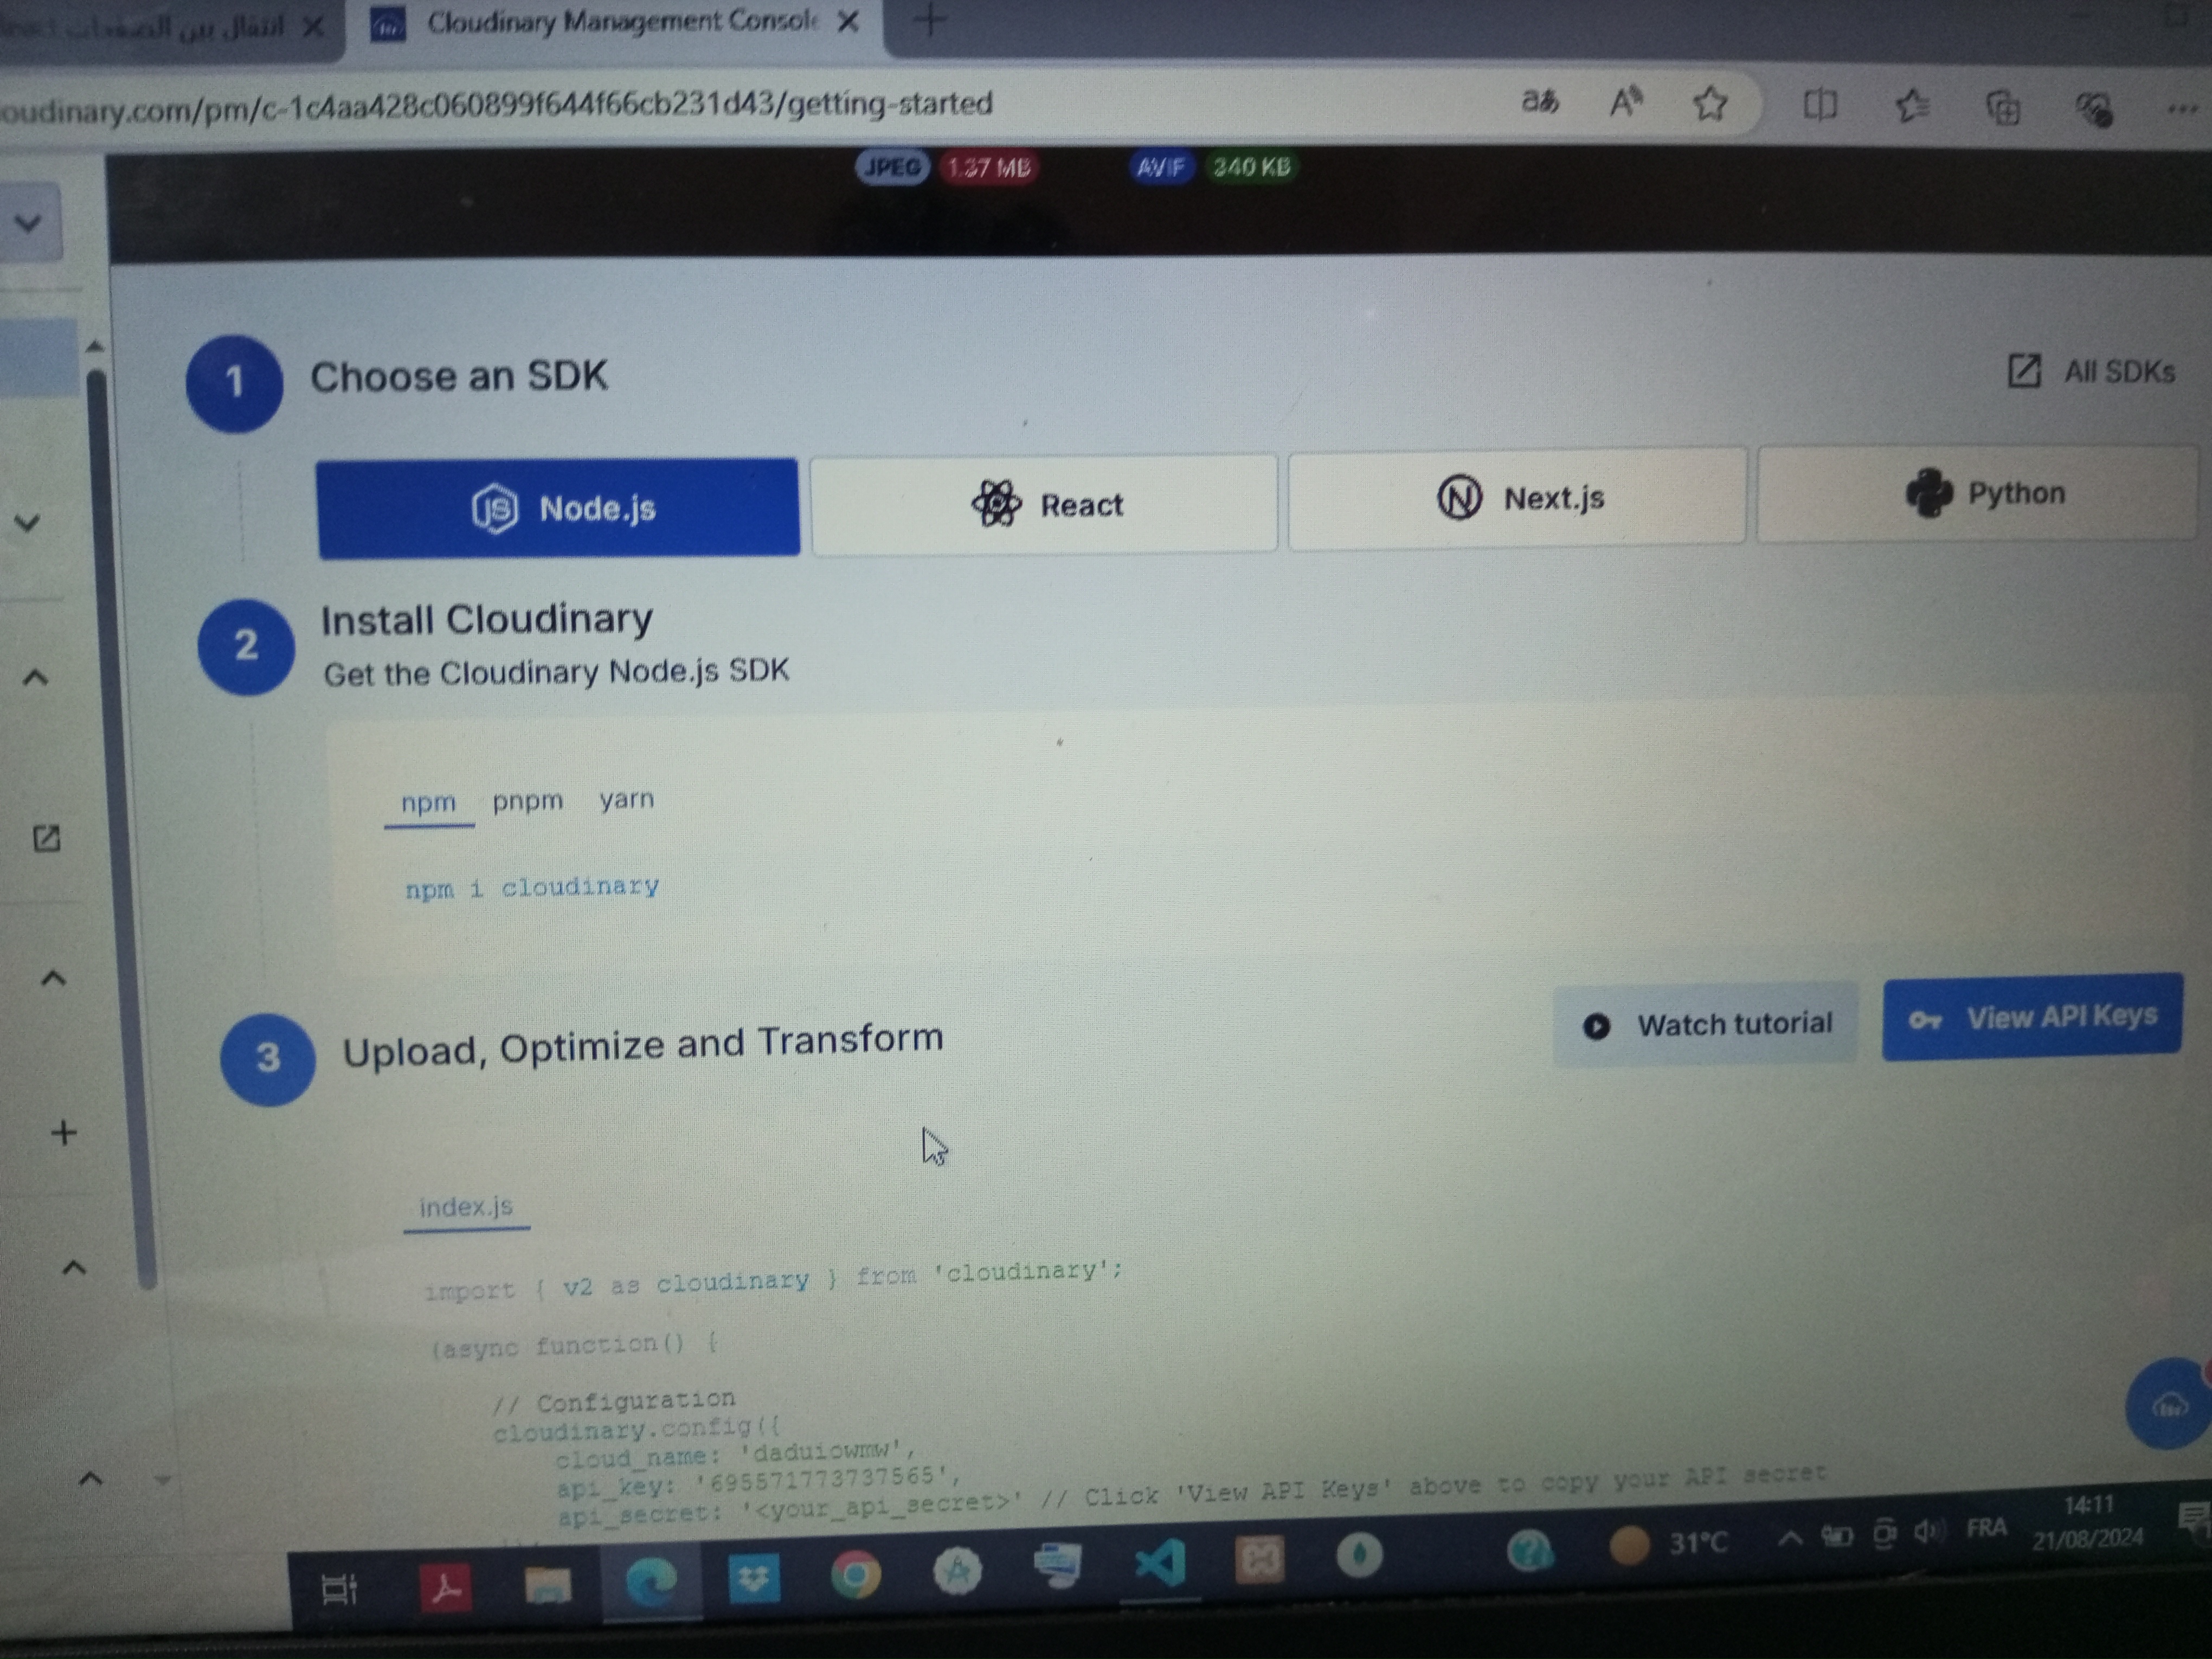 انتقال بين الصفحات
Cloudinary Management Console
oudinary.com/pm/c-1c4aa428c060899f644f66cb231d43/getting-started
JPEG 1.37 MB AVIF 340 KB
1 Choose an SDK
All SDKs
Node.js React Next.js Python
2 Install Cloudinary
Get the Cloudinary Node.js SDK
npm pnpm yarn
npm i cloudinary
3 Upload, Optimize and Transform
Watch tutorial View API Keys
index.js
import { v2 as cloudinary } from 'cloudinary';
(async function() {
// Configuration
cloudinary.config({
cloud_name: 'daduiowmw',
api_key: '695571773737565',
api_secret: '<your_api_secret>' // Click 'View API Keys' above to copy your API secret
31°C FRA 14:11
21/08/2024